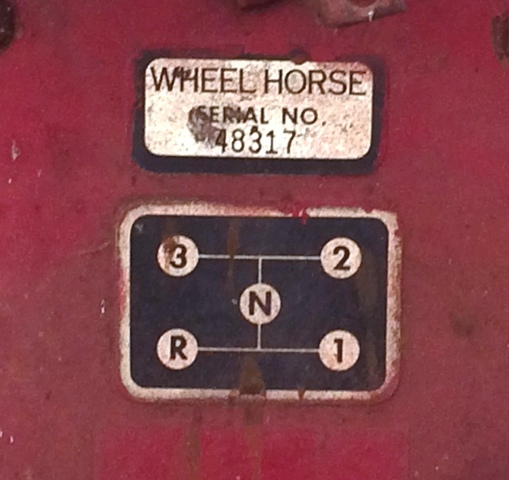 WHEEL HORSE
SERIAL NO.
48317
3 2
N
R 1